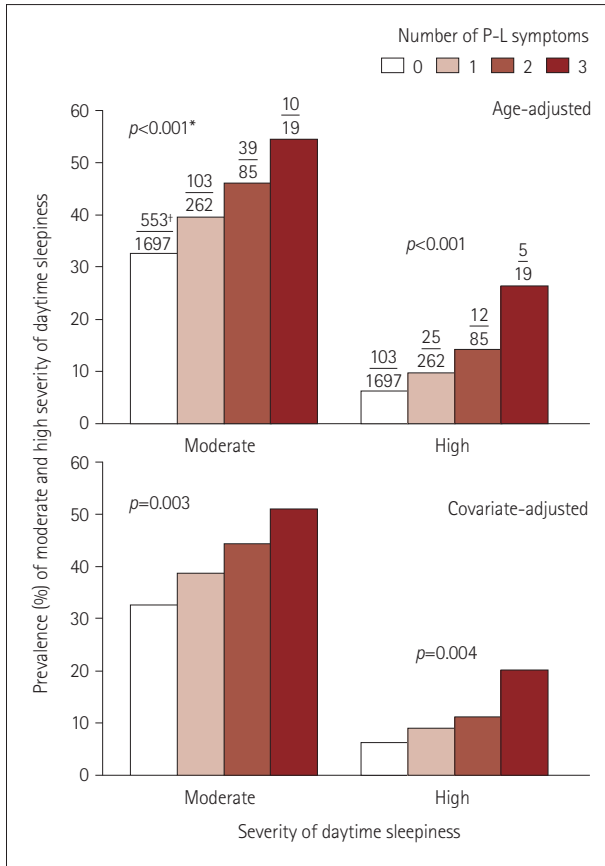 Number of P-L symptoms
0 1 2 3
Age-adjusted
p<0.001*
553†
1697
103
262
39
85
10
19
p<0.001
103
1697
25
262
12
85
5
19
60
50
40
30
20
10
0
Moderate High
Covariate-adjusted
p=0.003
p=0.004
60
50
40
30
20
10
0
Moderate High
Severity of daytime sleepiness
Prevalence (%) of moderate and high severity of daytime sleepiness